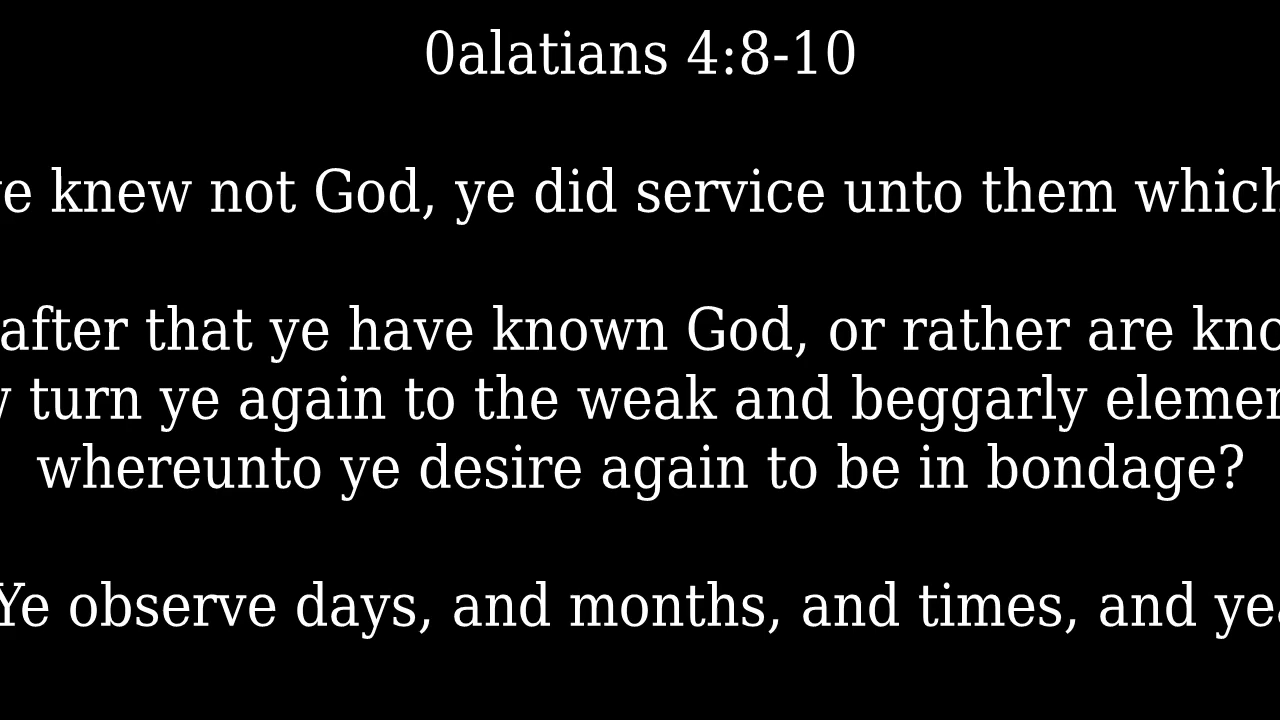 0alatians 4:8-10
ye knew not God, ye did service unto them which
after that ye have known God, or rather are kno
turn ye again to the weak and beggarly elemen
whereunto ye desire again to be in bondage?
Ye observe days, and months, and times, and yea